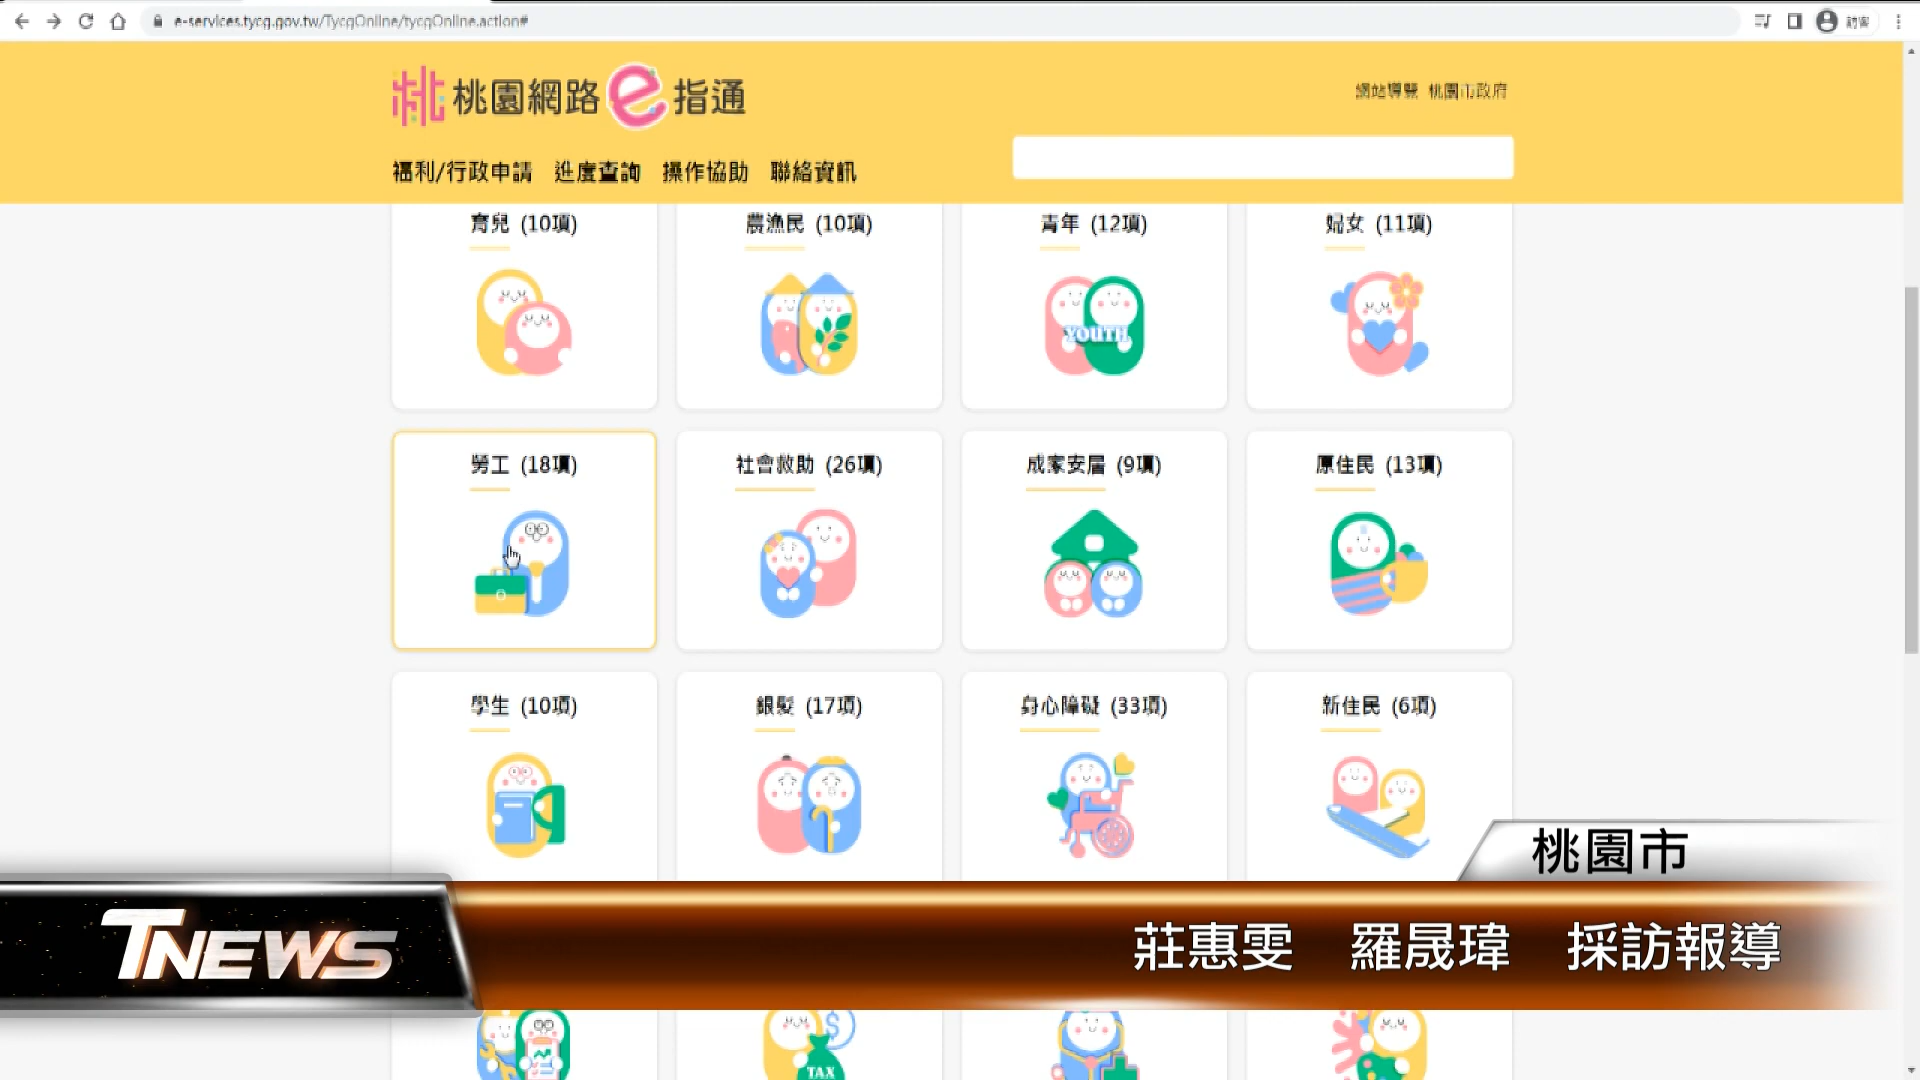 e-services.tycg.gov.tw/TycgOnline/tycgOnline.action#
訪客
桃 桃園網路e指通
網站導覽 桃園市政府
福利/行政申請 進度查詢 操作協助 聯絡資訊
育兒 (10項)
農漁民 (10項)
青年 (12項)
婦女 (11項)
YOUTH
勞工 (18項)
社會救助 (26項)
成家安居 (9項)
原住民 (13項)
學生 (10項)
銀髮 (17項)
身心障礙 (33項)
新住民 (6項)
桃園市
TNEWS
莊惠雯 羅晟瑋 採訪報導
$
TAX